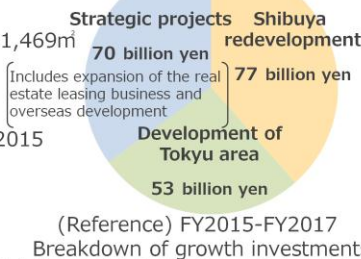 Strategic projects
70 billion yen
Includes expansion of the real
estate leasing business and
overseas development
Shibuya
redevelopment
77 billion yen
1,469㎡
2015
Development of
Tokyu area
53 billion yen
(Reference) FY2015-FY2017
Breakdown of growth investment